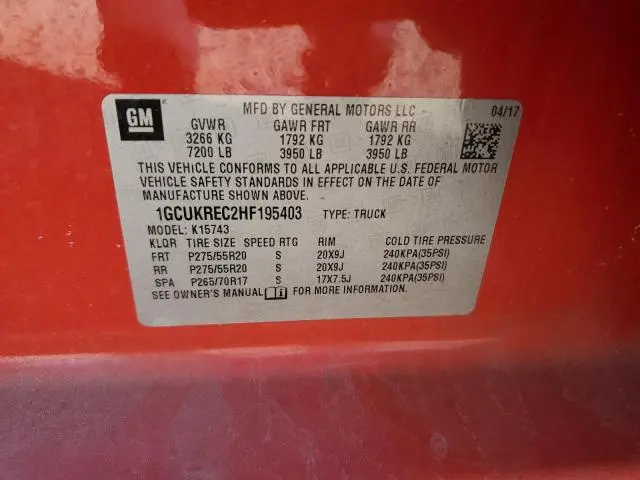 GM
MFD BY GENERAL MOTORS LLC 04/17
GVWR GAWR FRT GAWR RR
3266 KG 1792 KG 1792 KG
7200 LB 3950 LB 3950 LB
THIS VEHICLE CONFORMS TO ALL APPLICABLE U.S. FEDERAL MOTOR
VEHICLE SAFETY STANDARDS IN EFFECT ON THE DATE OF
MANUFACTURE SHOWN ABOVE.
1GCUKREC2HF195403 TYPE: TRUCK
MODEL: K15743
KLQR TIRE SIZE SPEED RTG RIM COLD TIRE PRESSURE
FRT P275/55R20 S 20X9J 240KPA(35PSI)
RR P275/55R20 S 20X9J 240KPA(35PSI)
SPA P265/70R17 S 17X7.5J 240KPA(35PSI)
SEE OWNER'S MANUAL FOR MORE INFORMATION.